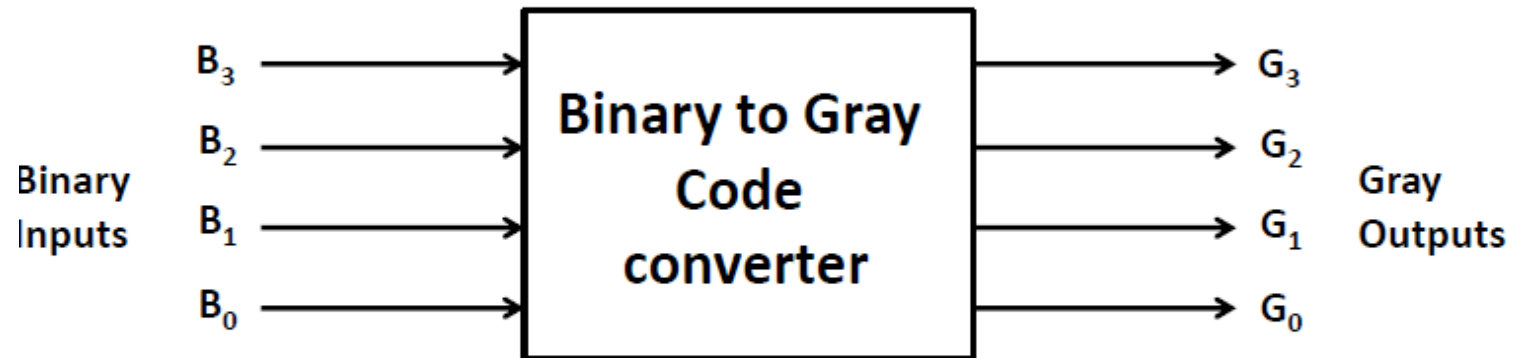 B₃
B₂
B₁
B₀
Binary
Inputs
Binary to Gray
Code
converter
G₃
G₂
G₁
G₀
Gray
Outputs